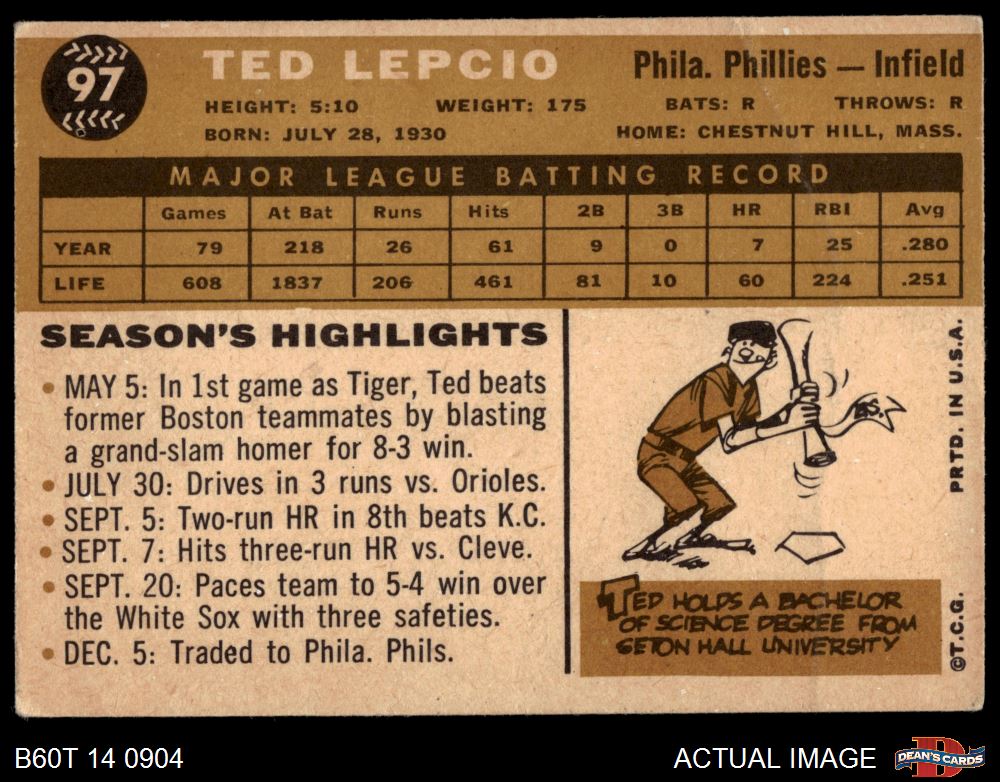 97
TED LEPCIO
Phila. Phillies — Infield
HEIGHT: 5:10 WEIGHT: 175 BATS: R THROWS: R
BORN: JULY 28, 1930 HOME: CHESTNUT HILL, MASS.
MAJOR LEAGUE BATTING RECORD
Games At Bat Runs Hits 2B 3B HR RBI Avg
YEAR 79 218 26 61 9 0 7 25 .280
LIFE 608 1837 206 461 81 10 60 224 .251
SEASON'S HIGHLIGHTS
• MAY 5: In 1st game as Tiger, Ted beats
former Boston teammates by blasting
a grand-slam homer for 8-3 win.
• JULY 30: Drives in 3 runs vs. Orioles.
• SEPT. 5: Two-run HR in 8th beats K.C.
• SEPT. 7: Hits three-run HR vs. Cleve.
• SEPT. 20: Paces team to 5-4 win over
the White Sox with three safeties.
• DEC. 5: Traded to Phila. Phils.
B.S.
TED HOLDS A BACHELOR
OF SCIENCE DEGREE FROM
SETON HALL UNIVERSITY
PRTD. IN U.S.A.
©T.C.G.
B60T 14 0904
ACTUAL IMAGE
D
DEAN'S CARDS